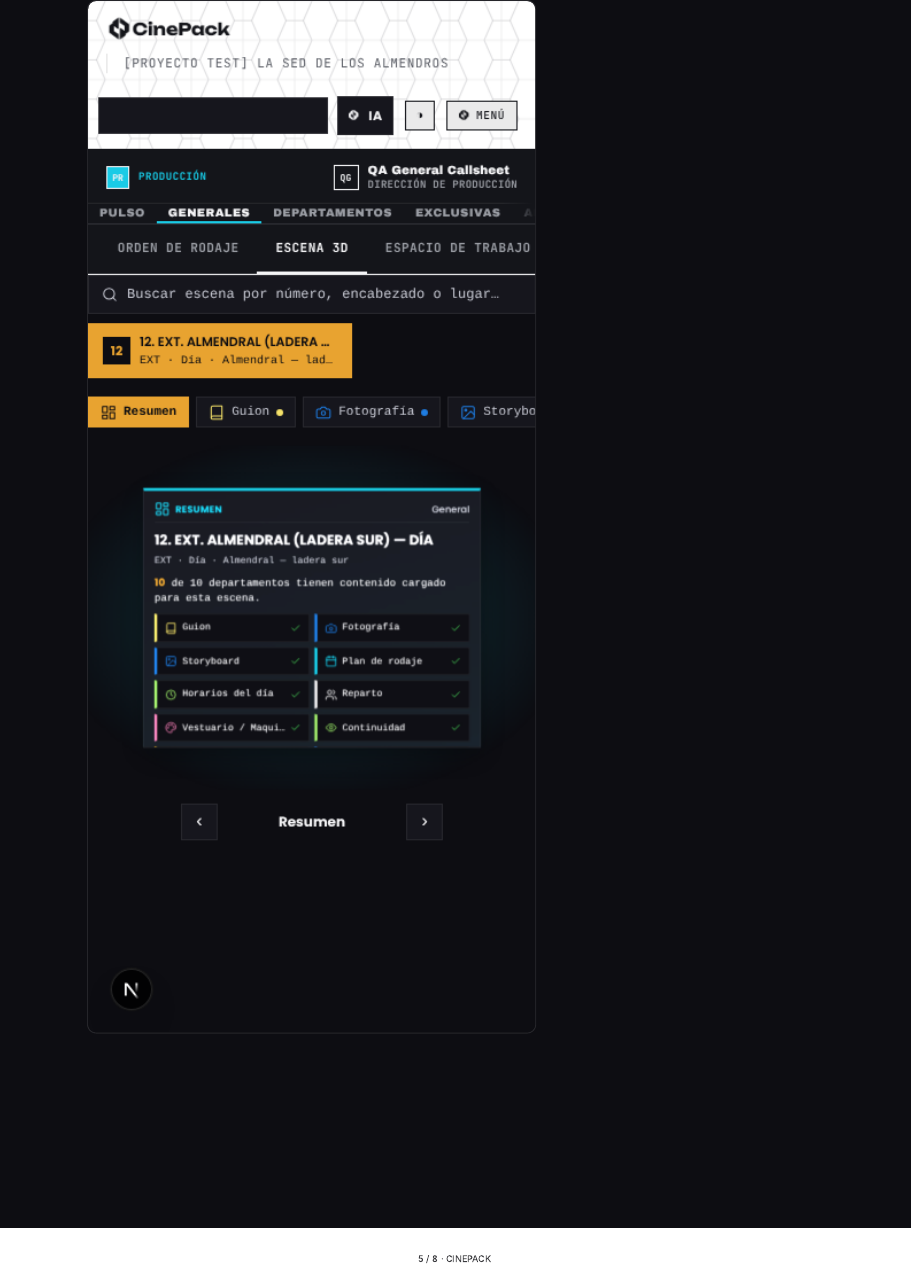 CinePack
[PROYECTO TEST] LA SED DE LOS ALMENDROS
IA
MENÚ
PR PRODUCCIÓN
QG QA General Callsheet
DIRECCIÓN DE PRODUCCIÓN
PULSO GENERALES DEPARTAMENTOS EXCLUSIVAS A
ORDEN DE RODAJE ESCENA 3D ESPACIO DE TRABAJO
Buscar escena por número, encabezado o lugar…
12 12. EXT. ALMENDRAL (LADERA …
EXT · Día · Almendral — lad…
Resumen Guion Fotografía Storybo
RESUMEN General
12. EXT. ALMENDRAL (LADERA SUR) — DÍA
EXT · Día · Almendral — ladera sur
10 de 10 departamentos tienen contenido cargado
para esta escena.
Guion Fotografía
Storyboard Plan de rodaje
Horarios del día Reparto
Vestuario / Maqui… Continuidad
‹ Resumen ›
N
5 / 8 · CINEPACK